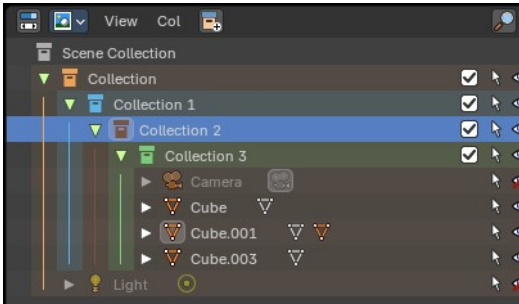 View Col
Scene Collection
Collection
Collection 1
Collection 2
Collection 3
Camera
Cube
Cube.001
Cube.003
Light